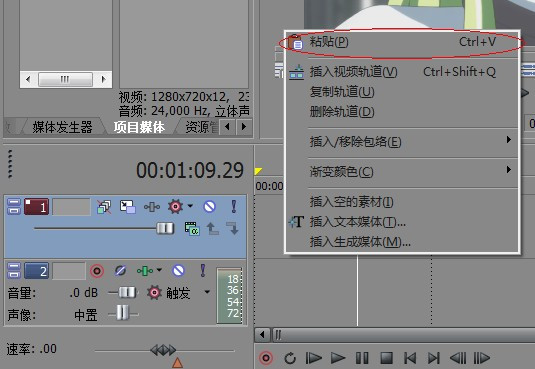 粘贴(P) Ctrl+V
插入视频轨道(V) Ctrl+Shift+Q
复制轨道(U)
删除轨道(D)
插入/移除包络(E)
渐变颜色(C)
插入空的素材(I)
插入文本媒体(T)...
插入生成媒体(M)...
视频: 1280x720x12, 23
音频: 24,000 Hz, 立体声
媒体发生器 项目媒体 资源管
00:01:09.29
00:00
1
2
音量: .0 dB 触发
声像: 中置
18
36
54
72
速率: .00